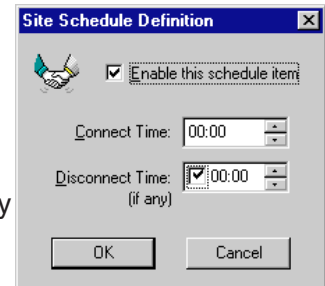 Site Schedule Definition
Enable this schedule item
Connect Time: 00:00
Disconnect Time: 00:00
(if any)
y
OK Cancel